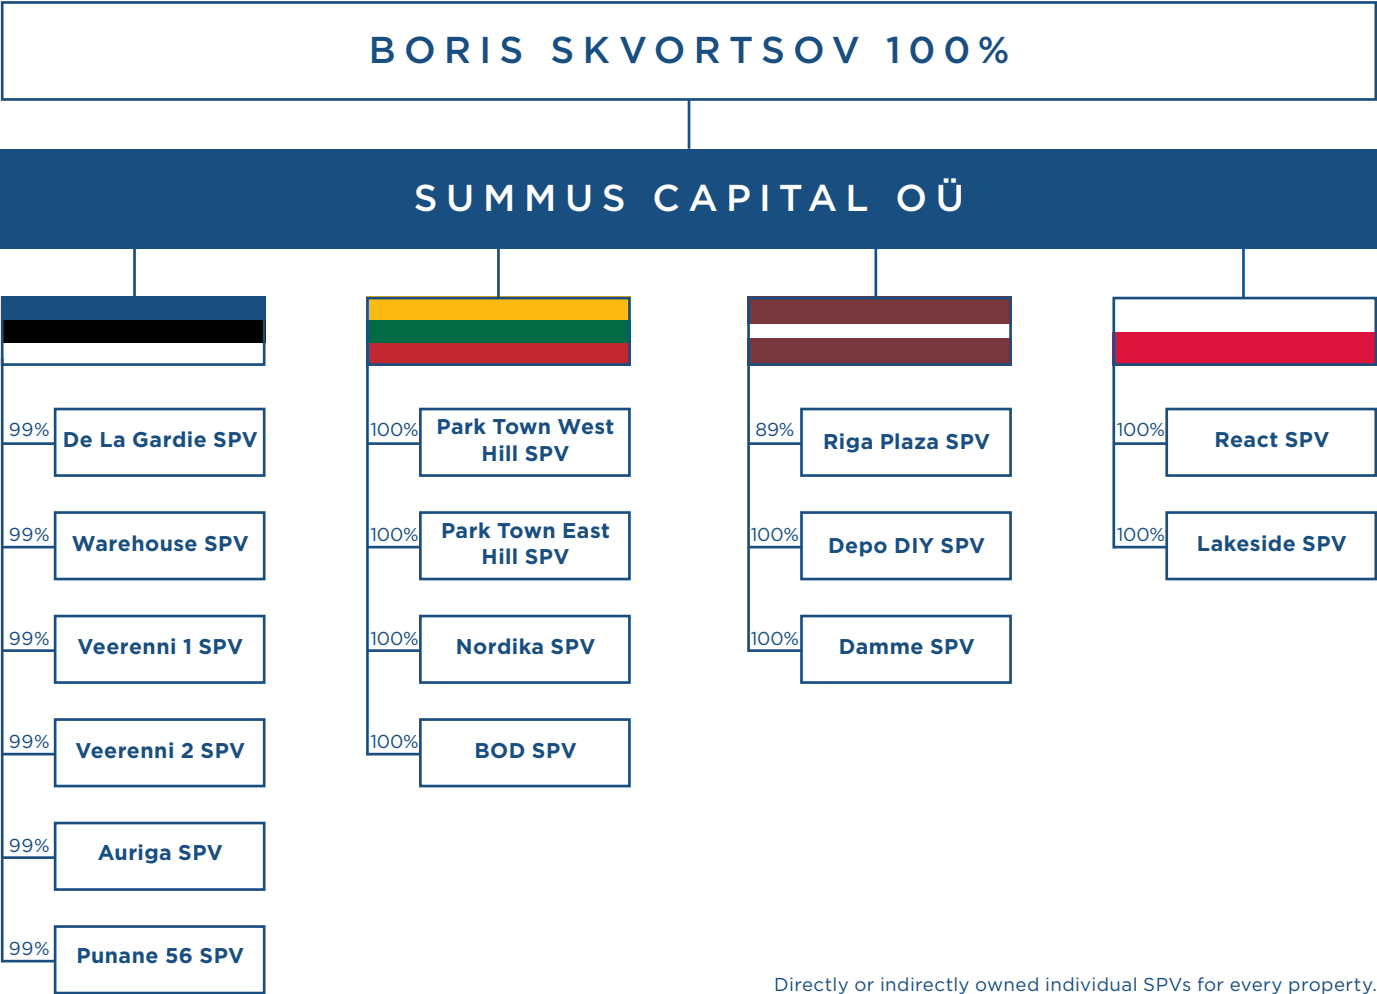 BORIS SKVORTSOV 100%
SUMMUS CAPITAL OÜ
99%
De La Gardie SPV
99%
Warehouse SPV
99%
Veerenni 1 SPV
99%
Veerenni 2 SPV
99%
Auriga SPV
99%
Punane 56 SPV
100%
Park Town West
Hill SPV
100%
Park Town East
Hill SPV
100%
Nordika SPV
100%
BOD SPV
89%
Riga Plaza SPV
100%
Depo DIY SPV
100%
Damme SPV
100%
React SPV
100%
Lakeside SPV
Directly or indirectly owned individual SPVs for every property.